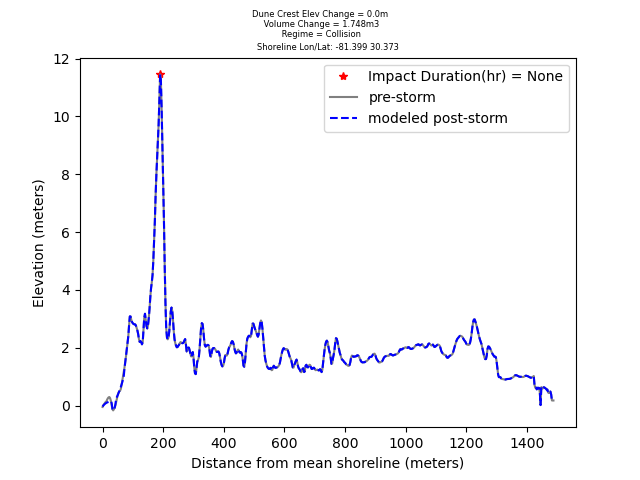 Dune Crest Elev Change = 0.0m
Volume Change = 1.748m3
Regime = Collision
Shoreline Lon/Lat: -81.399 30.373
Impact Duration(hr) = None
pre-storm
modeled post-storm
Elevation (meters)
12
10
8
6
4
2
0
0 200 400 600 800 1000 1200 1400
Distance from mean shoreline (meters)